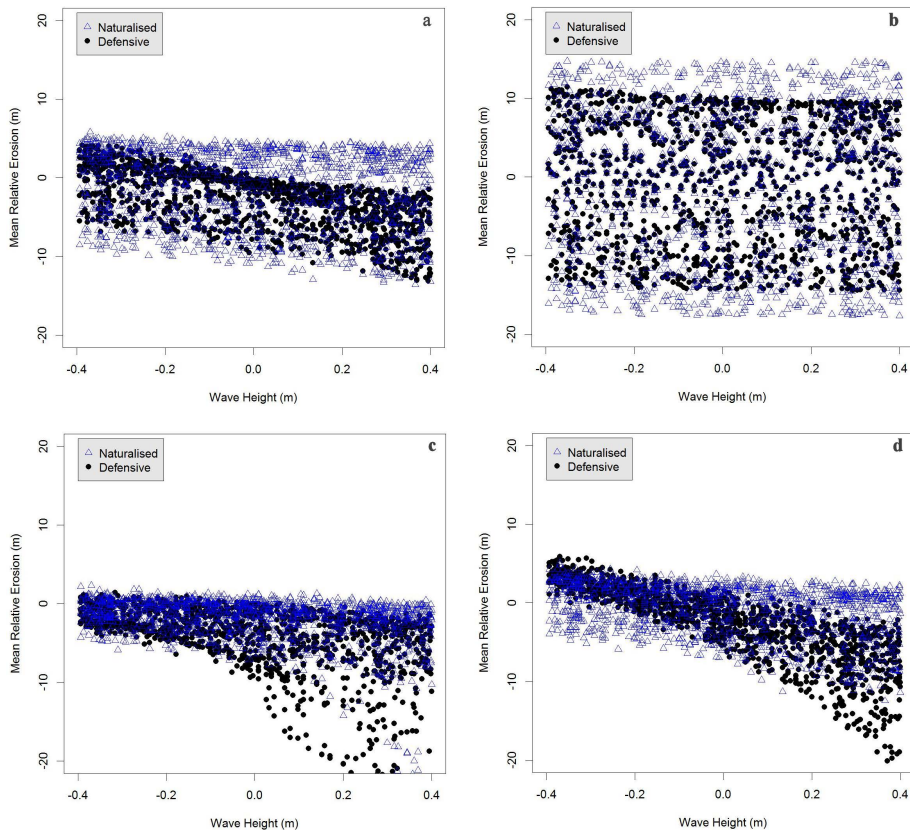 a
Naturalised
Defensive
20
10
0
-10
-20
Mean Relative Erosion (m)
-0.4 -0.2 0.0 0.2 0.4
Wave Height (m)
b
Naturalised
Defensive
20
10
0
-10
-20
Mean Relative Erosion (m)
-0.4 -0.2 0.0 0.2 0.4
Wave Height (m)
c
Naturalised
Defensive
20
10
0
-10
-20
Mean Relative Erosion (m)
-0.4 -0.2 0.0 0.2 0.4
Wave Height (m)
d
Naturalised
Defensive
20
10
0
-10
-20
Mean Relative Erosion (m)
-0.4 -0.2 0.0 0.2 0.4
Wave Height (m)